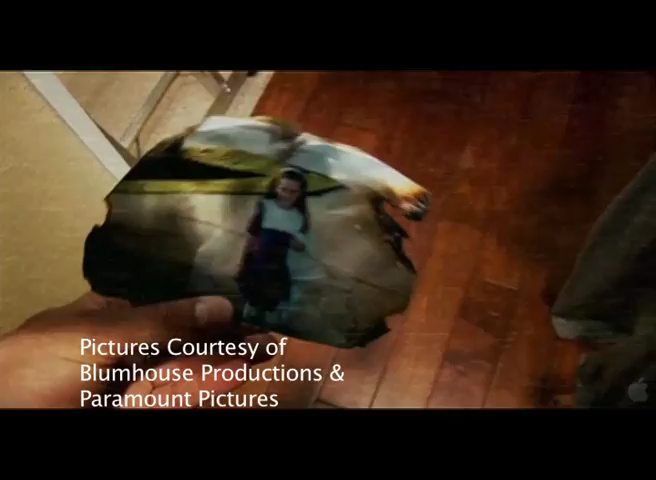 Pictures Courtesy of
Blumhouse Productions &
Paramount Pictures